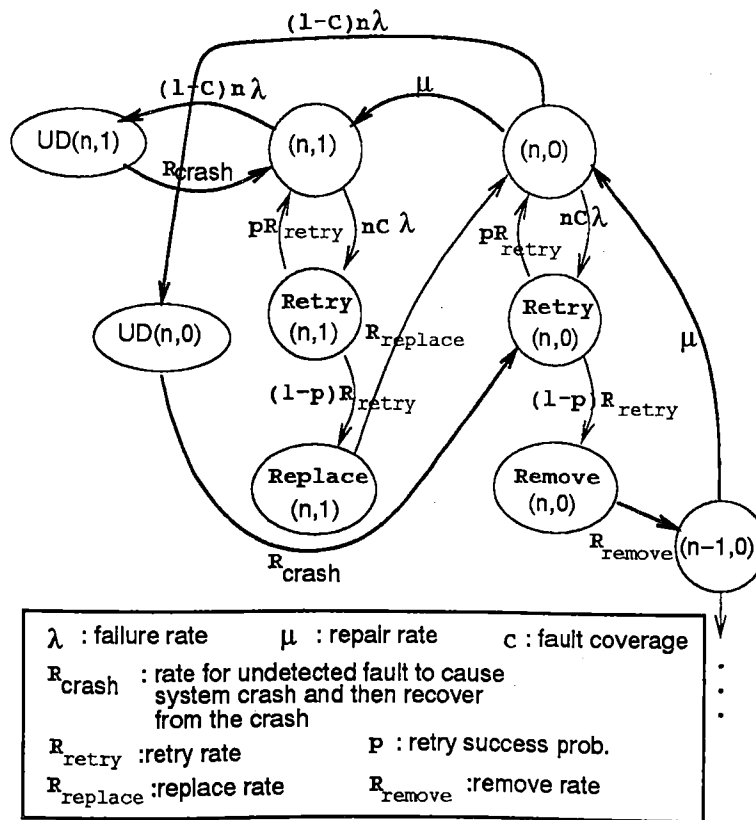 (1-C)nλ
(1-C)nλ
μ
UD(n,1)
(n,1)
(n,0)
Rcrash
pRretry
nC λ
pRretry
nCλ
Retry
(n,1)
Retry
(n,0)
UD(n,0)
Rreplace
μ
(1-p)Rretry
(1-p)Rretry
Replace
(n,1)
Remove
(n,0)
Rremove
(n-1,0)
Rcrash
λ : failure rate μ : repair rate C : fault coverage
Rcrash : rate for undetected fault to cause
system crash and then recover
from the crash
Rretry :retry rate P : retry success prob.
Rreplace :replace rate Rremove :remove rate